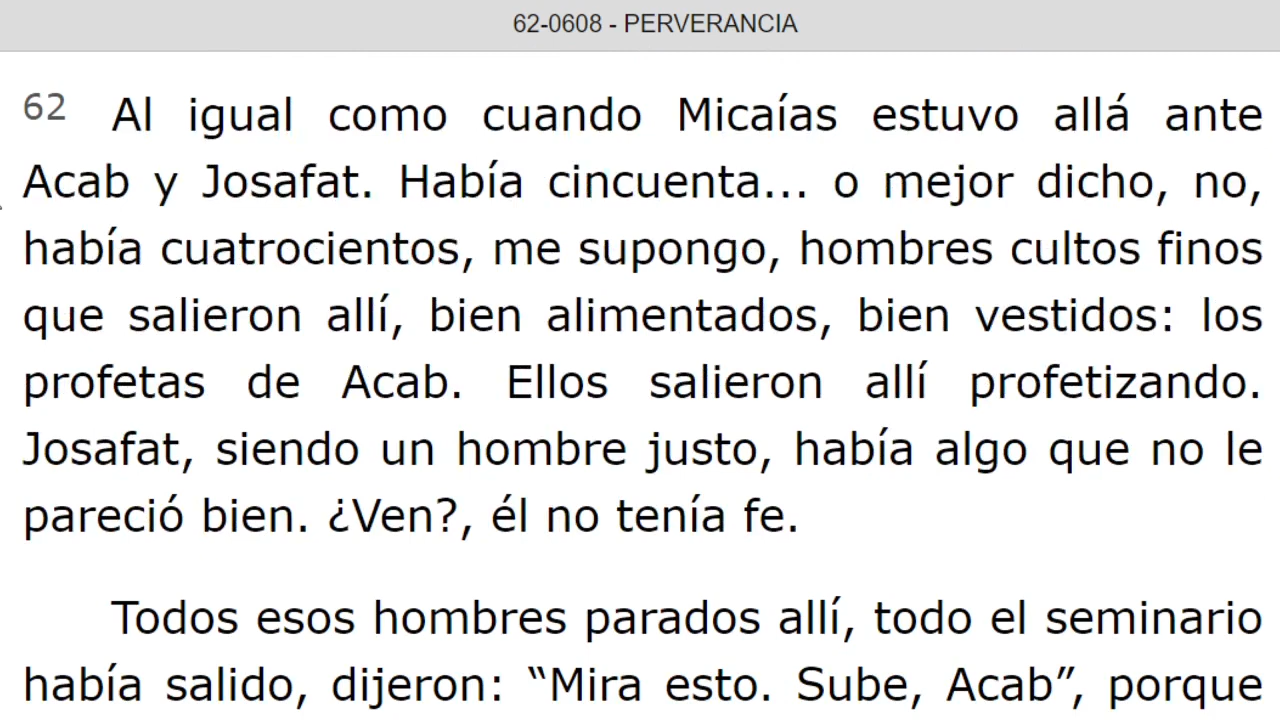 62-0608 - PERVERANCIA
62 Al igual como cuando Micaías estuvo allá ante
Acab y Josafat. Había cincuenta... o mejor dicho, no,
había cuatrocientos, me supongo, hombres cultos finos
que salieron allí, bien alimentados, bien vestidos: los
profetas de Acab. Ellos salieron allí profetizando.
Josafat, siendo un hombre justo, había algo que no le
pareció bien. ¿Ven?, él no tenía fe.
Todos esos hombres parados allí, todo el seminario
había salido, dijeron: “Mira esto. Sube, Acab”, porque